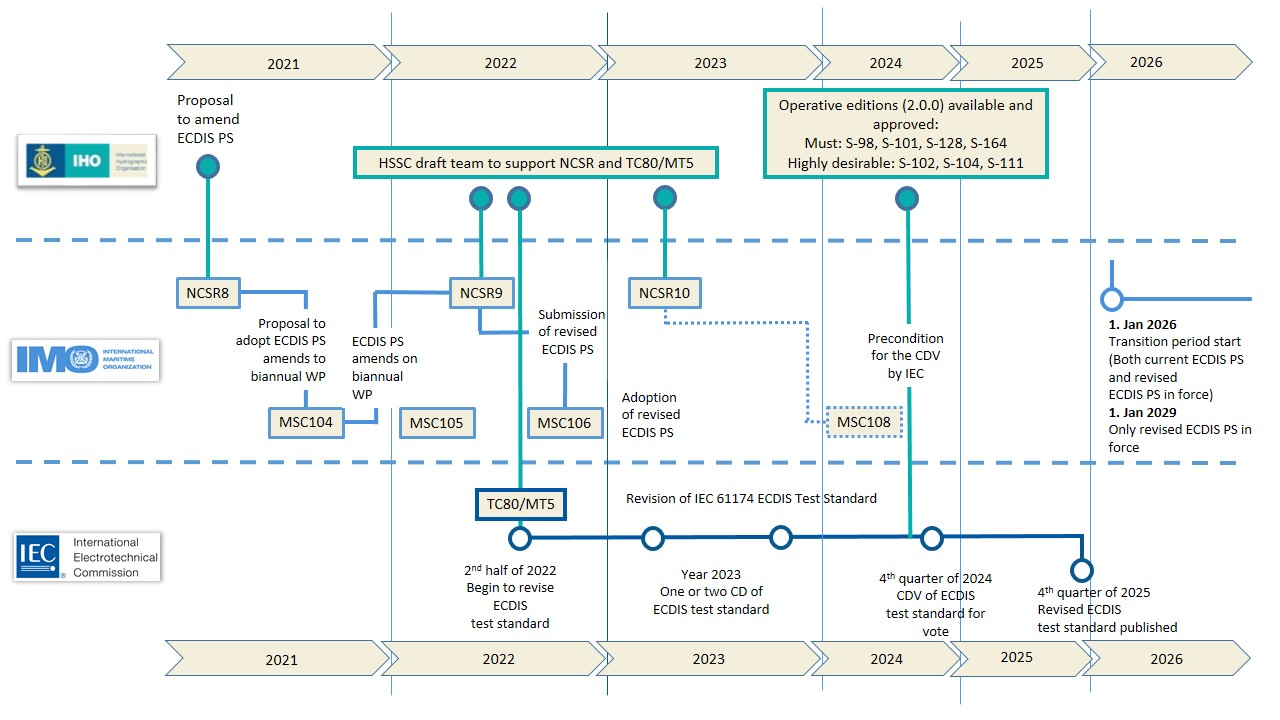 2021
2022
2023
2024
2025
2026
Proposal
to amend
ECDIS PS
IHO
International
Hydrographic
Organization
HSSC draft team to support NCSR and TC80/MT5
Operative editions (2.0.0) available and
approved:
Must: S-98, S-101, S-128, S-164
Highly desirable: S-102, S-104, S-111
NCSR8
NCSR9
NCSR10
IMO
INTERNATIONAL
MARITIME
ORGANIZATION
Proposal to
adopt ECDIS PS
amends to
biannual WP
ECDIS PS
amends on
biannual
WP
Submission
of revised
ECDIS PS
Adoption
of revised
ECDIS PS
Precondition
for the CDV
by IEC
1. Jan 2026
Transition period start
(Both current ECDIS PS
and revised
ECDIS PS in force)
1. Jan 2029
Only revised ECDIS PS in
force
MSC104
MSC105
MSC106
MSC108
TC80/MT5
Revision of IEC 61174 ECDIS Test Standard
IEC
®
International
Electrotechnical
Commission
2nd half of 2022
Begin to revise
ECDIS
test standard
Year 2023
One or two CD of
ECDIS test standard
4th quarter of 2024
CDV of ECDIS
test standard for
vote
4th quarter of 2025
Revised ECDIS
test standard published
2021
2022
2023
2024
2025
2026